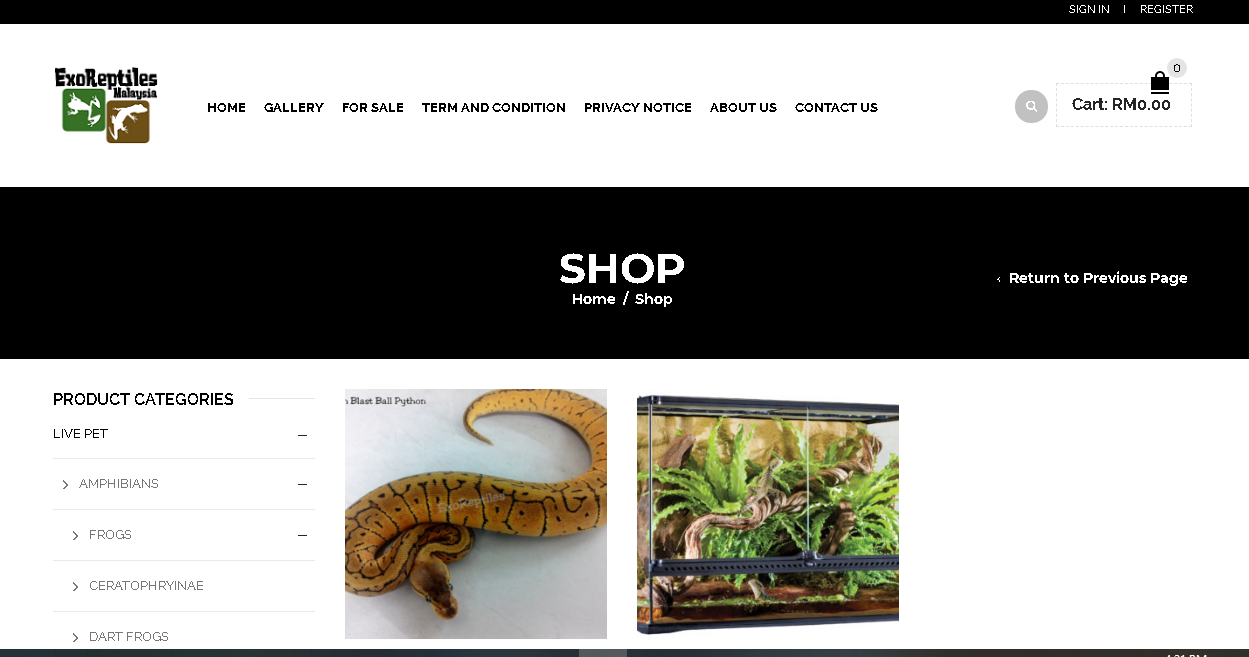 SIGN IN | REGISTER
ExoReptiles
Malaysia
HOME GALLERY FOR SALE TERM AND CONDITION PRIVACY NOTICE ABOUT US CONTACT US
0
Cart: RM0.00
SHOP
Home / Shop
‹ Return to Previous Page
PRODUCT CATEGORIES
LIVE PET
AMPHIBIANS
FROGS
CERATOPHRYINAE
DART FROGS
Blast Ball Python
ExoReptiles